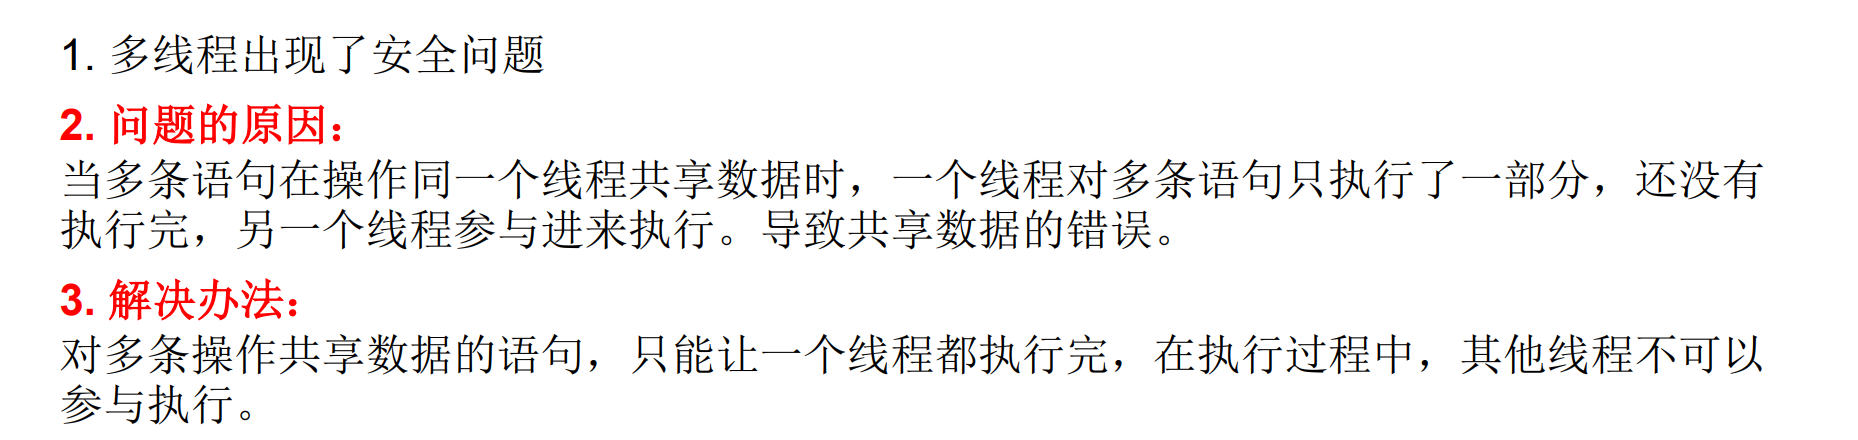 1. 多线程出现了安全问题
2. 问题的原因：
当多条语句在操作同一个线程共享数据时，一个线程对多条语句只执行了一部分，还没有
执行完，另一个线程参与进来执行。导致共享数据的错误。
3. 解决办法：
对多条操作共享数据的语句，只能让一个线程都执行完，在执行过程中，其他线程不可以
参与执行。